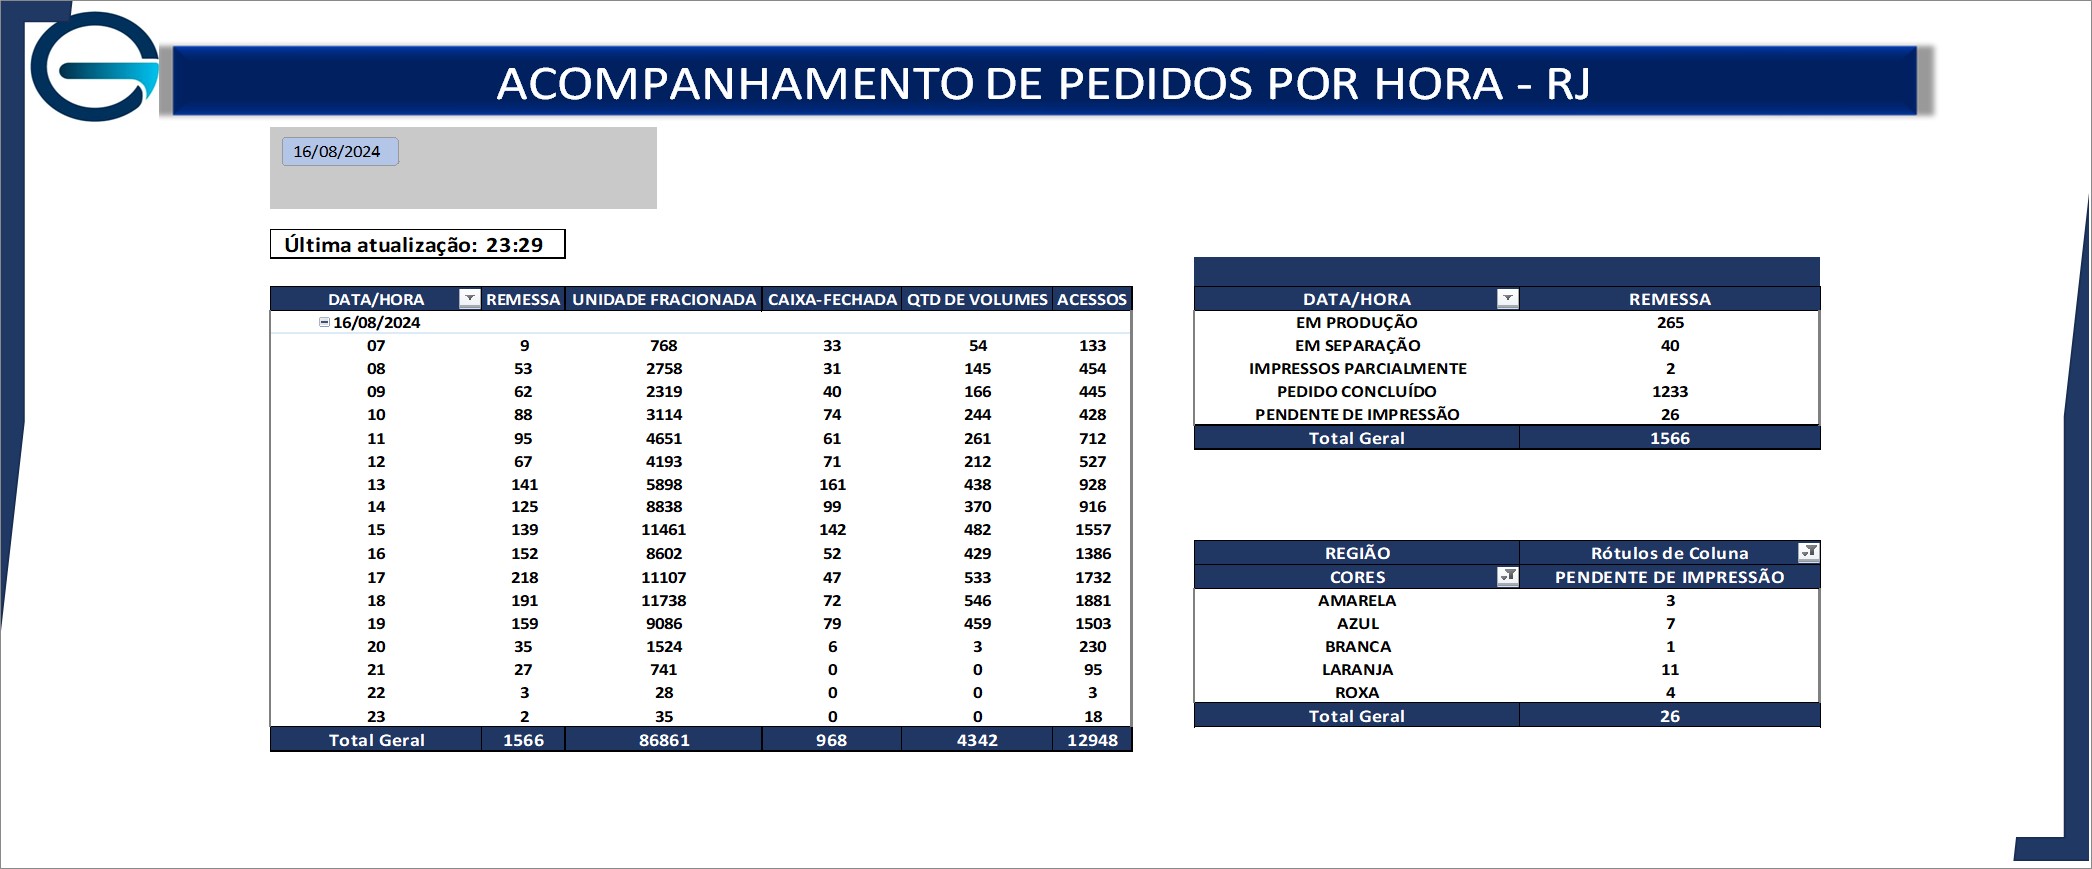 ACOMPANHAMENTO DE PEDIDOS POR HORA - RJ
16/08/2024
Última atualização: 23:29
DATA/HORA REMESSA UNIDADE FRACIONADA CAIXA-FECHADA QTD DE VOLUMES ACESSOS
16/08/2024
07 9 768 33 54 133
08 53 2758 31 145 454
09 62 2319 40 166 445
10 88 3114 74 244 428
11 95 4651 61 261 712
12 67 4193 71 212 527
13 141 5898 161 438 928
14 125 8838 99 370 916
15 139 11461 142 482 1557
16 152 8602 52 429 1386
17 218 11107 47 533 1732
18 191 11738 72 546 1881
19 159 9086 79 459 1503
20 35 1524 6 3 230
21 27 741 0 0 95
22 3 28 0 0 3
23 2 35 0 0 18
Total Geral 1566 86861 968 4342 12948
DATA/HORA REMESSA
EM PRODUÇÃO 265
EM SEPARAÇÃO 40
IMPRESSOS PARCIALMENTE 2
PEDIDO CONCLUÍDO 1233
PENDENTE DE IMPRESSÃO 26
Total Geral 1566
REGIÃO Rótulos de Coluna
CORES PENDENTE DE IMPRESSÃO
AMARELA 3
AZUL 7
BRANCA 1
LARANJA 11
ROXA 4
Total Geral 26